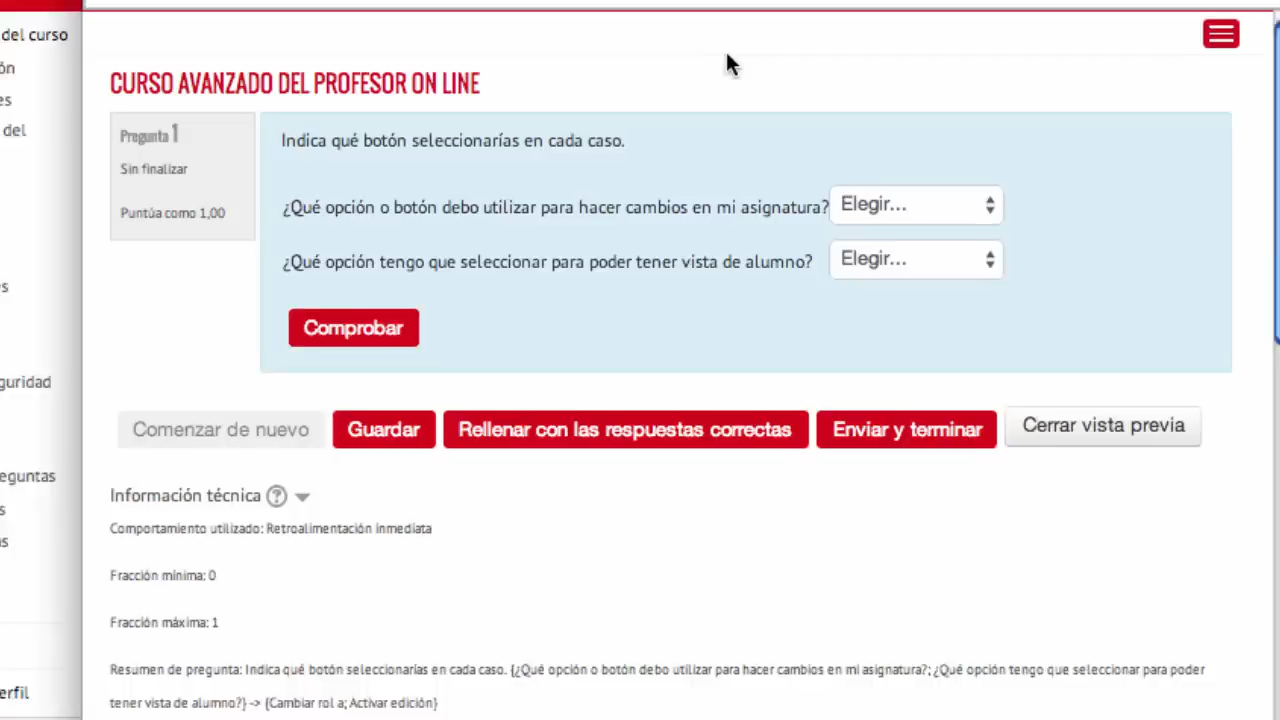 del curso
ón
es
del
s
guridad
eguntas
s
as
erfil
CURSO AVANZADO DEL PROFESOR ON LINE
Pregunta 1
Sin finalizar
Puntúa como 1,00
Indica qué botón seleccionarías en cada caso.
¿Qué opción o botón debo utilizar para hacer cambios en mi asignatura? Elegir...
¿Qué opción tengo que seleccionar para poder tener vista de alumno? Elegir...
Comprobar
Comenzar de nuevo Guardar Rellenar con las respuestas correctas Enviar y terminar Cerrar vista previa
Información técnica ?
Comportamiento utilizado: Retroalimentación inmediata
Fracción mínima: 0
Fracción máxima: 1
Resumen de pregunta: Indica qué botón seleccionarías en cada caso. {¿Qué opción o botón debo utilizar para hacer cambios en mi asignatura?; ¿Qué opción tengo que seleccionar para poder
tener vista de alumno?} -> {Cambiar rol a; Activar edición}